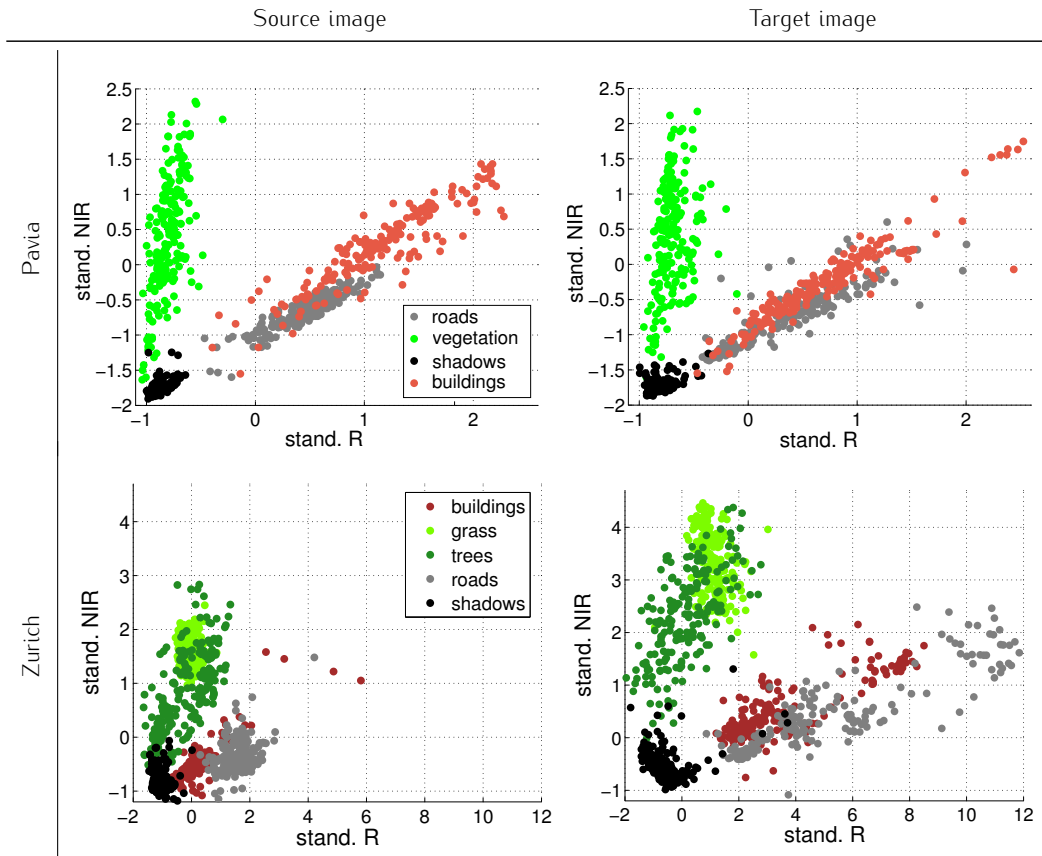 Source image
Target image
Pavia
2.5
2
1.5
1
0.5
0
−0.5
−1
−1.5
−2
stand. NIR
−1
0
1
2
stand. R
roads
vegetation
shadows
buildings
2.5
2
1.5
1
0.5
0
−0.5
−1
−1.5
−2
stand. NIR
−1
0
1
2
stand. R
Zurich
4
3
2
1
0
−1
stand. NIR
−2
0
2
4
6
8
10
12
stand. R
buildings
grass
trees
roads
shadows
4
3
2
1
0
−1
stand. NIR
−2
0
2
4
6
8
10
12
stand. R